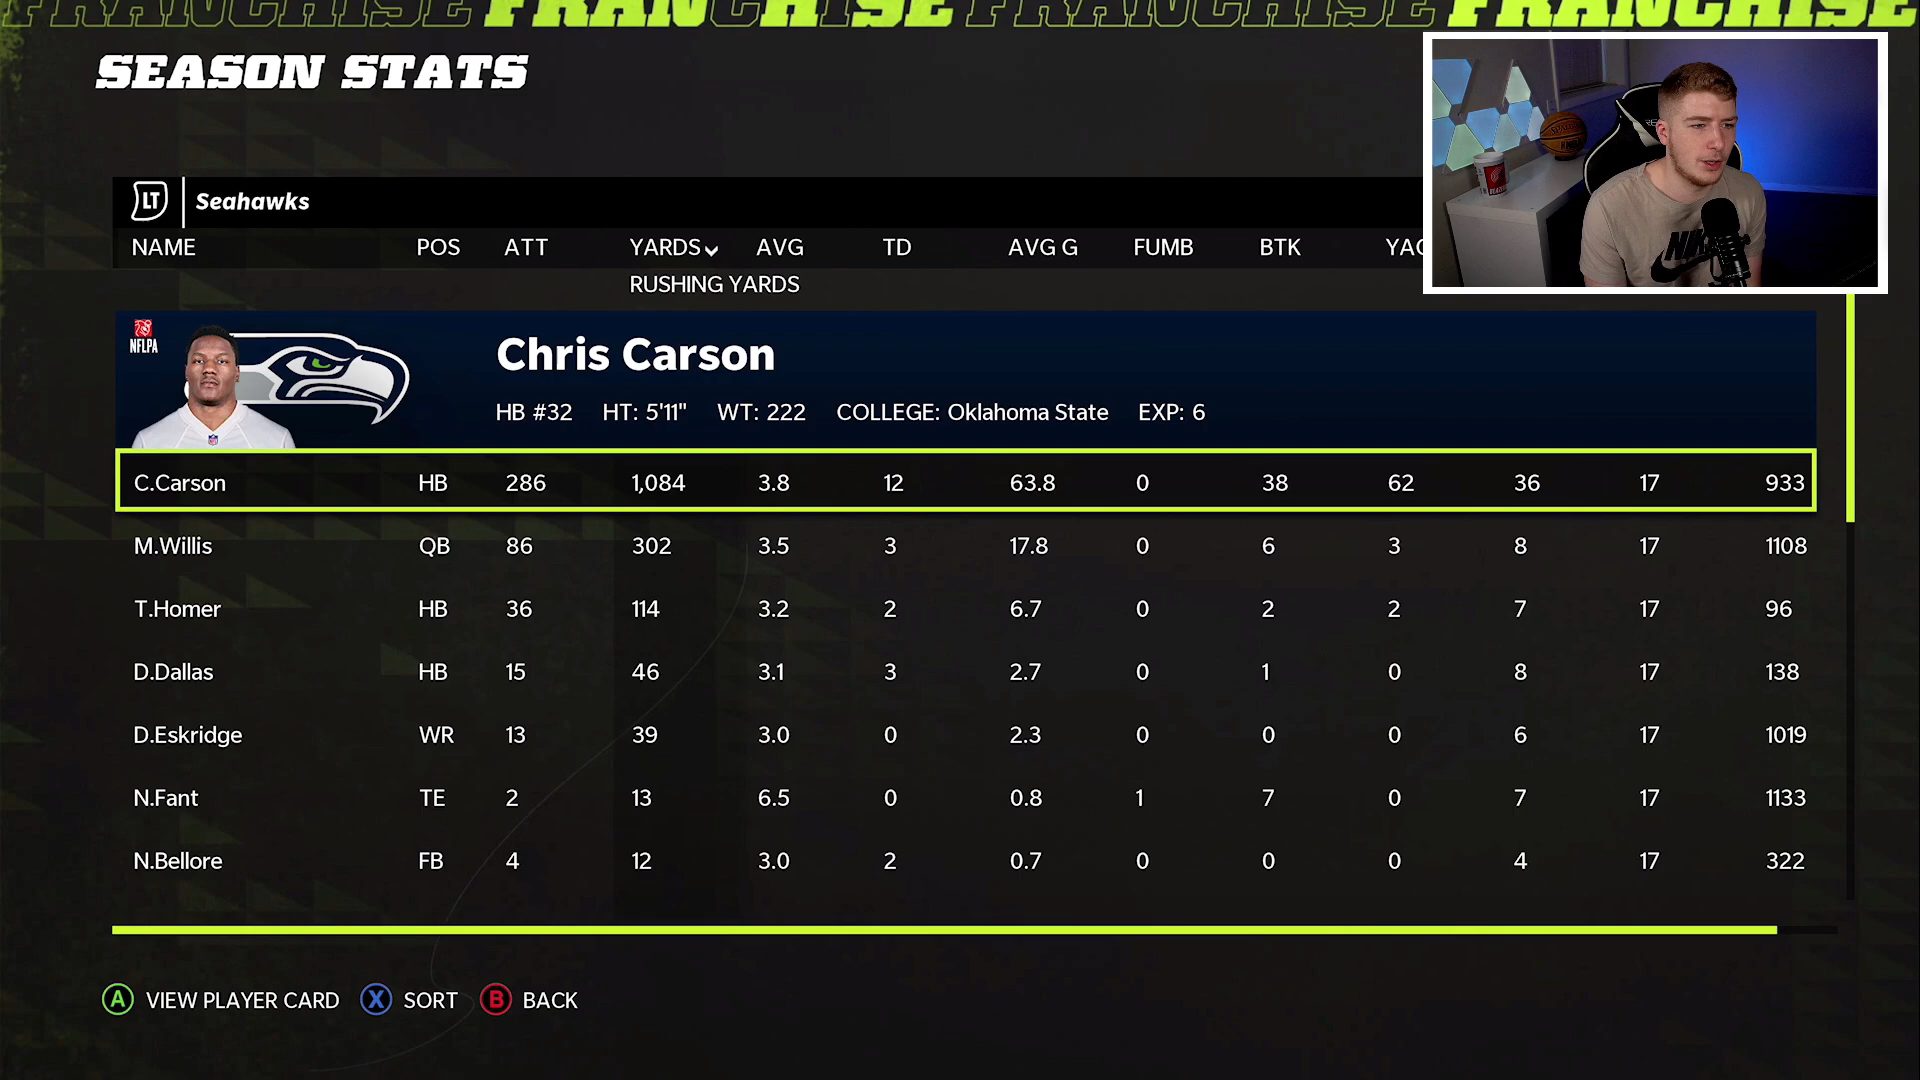 FRANCHISE FRANCHISE FRANCHISE FRANCHISE
SEASON STATS
LT Seahawks
NAME POS ATT YARDS AVG TD AVG G FUMB BTK YAC
RUSHING YARDS
NFLPA
Chris Carson
HB #32 HT: 5'11" WT: 222 COLLEGE: Oklahoma State EXP: 6
C.Carson HB 286 1,084 3.8 12 63.8 0 38 62 36 17 933
M.Willis QB 86 302 3.5 3 17.8 0 6 3 8 17 1108
T.Homer HB 36 114 3.2 2 6.7 0 2 2 7 17 96
D.Dallas HB 15 46 3.1 3 2.7 0 1 0 8 17 138
D.Eskridge WR 13 39 3.0 0 2.3 0 0 0 6 17 1019
N.Fant TE 2 13 6.5 0 0.8 1 7 0 7 17 1133
N.Bellore FB 4 12 3.0 2 0.7 0 0 0 4 17 322
A VIEW PLAYER CARD X SORT B BACK